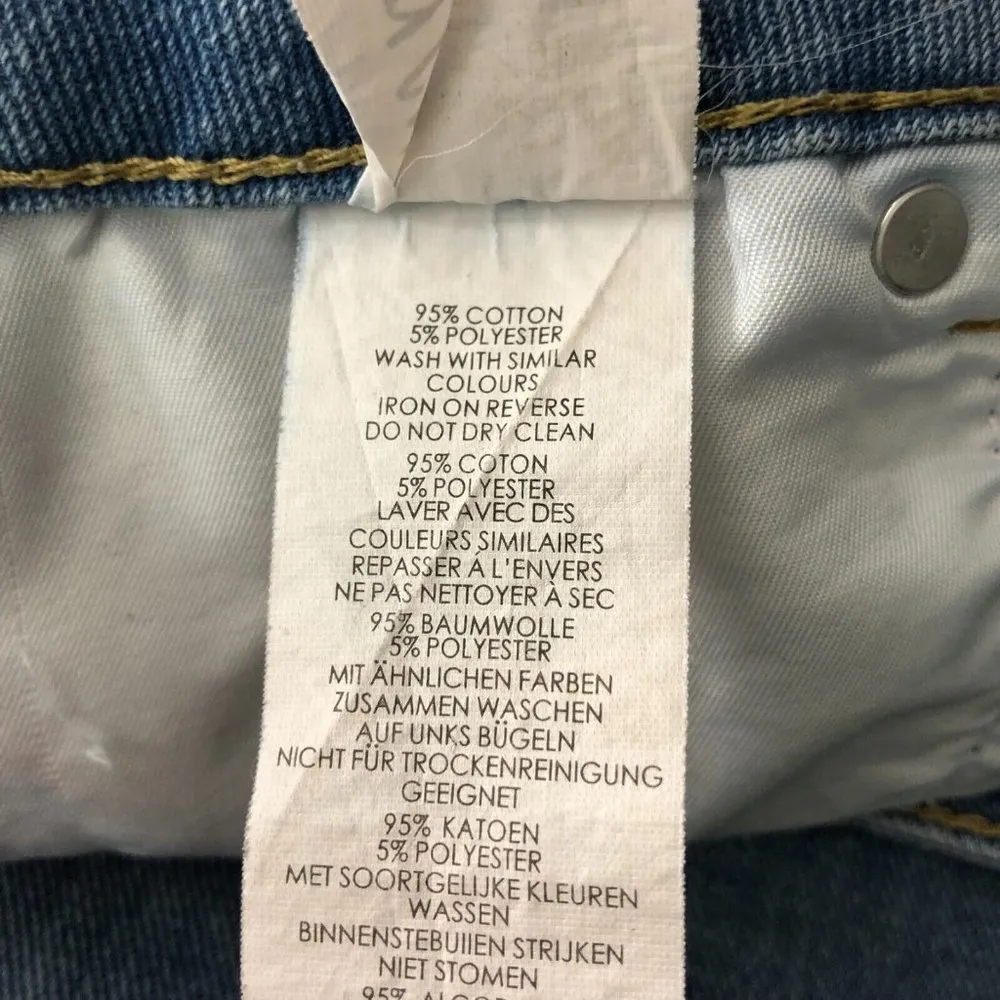 95% COTTON
5% POLYESTER
WASH WITH SIMILAR
COLOURS
IRON ON REVERSE
DO NOT DRY CLEAN
95% COTON
5% POLYESTER
LAVER AVEC DES
COULEURS SIMILAIRES
REPASSER Á L'ENVERS
NE PAS NETTOYER À SEC
95% BAUMWOLLE
5% POLYESTER
MIT ÄHNLICHEN FARBEN
ZUSAMMEN WASCHEN
AUF UNKS BÜGELN
NICHT FÜR TROCKENREINIGUNG
GEEIGNET
95% KATOEN
5% POLYESTER
MET SOORTGELIJKE KLEUREN
WASSEN
BINNENSTEBUIIEN STRIJKEN
NIET STOMEN
95%